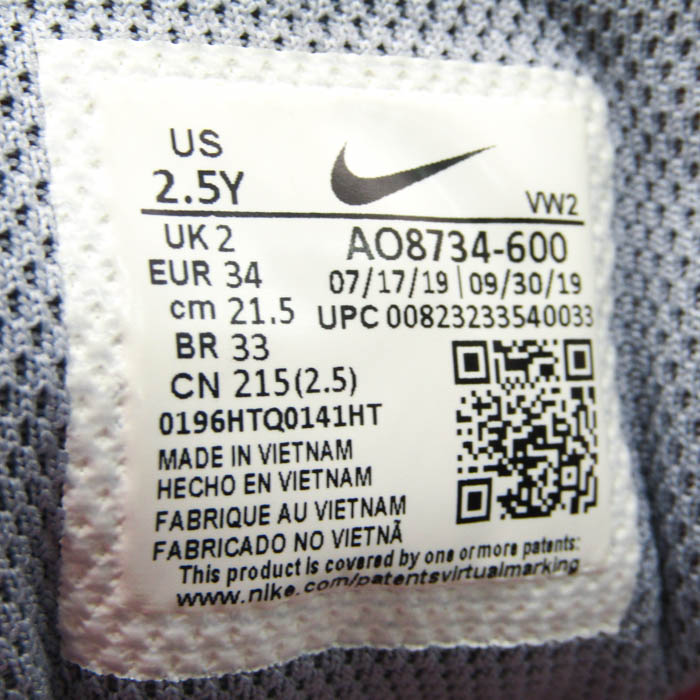 US
2.5Y
VW2
UK 2
AO8734-600
EUR 34
07/17/19 | 09/30/19
cm 21.5
UPC 00823233540033
BR 33
CN 215(2.5)
0196HTQ0141HT
MADE IN VIETNAM
HECHO EN VIETNAM
FABRIQUE AU VIETNAM
FABRICADO NO VIETNÃ
This product is covered by one or more patents:
www.nike.com/patentsvirtualmarking